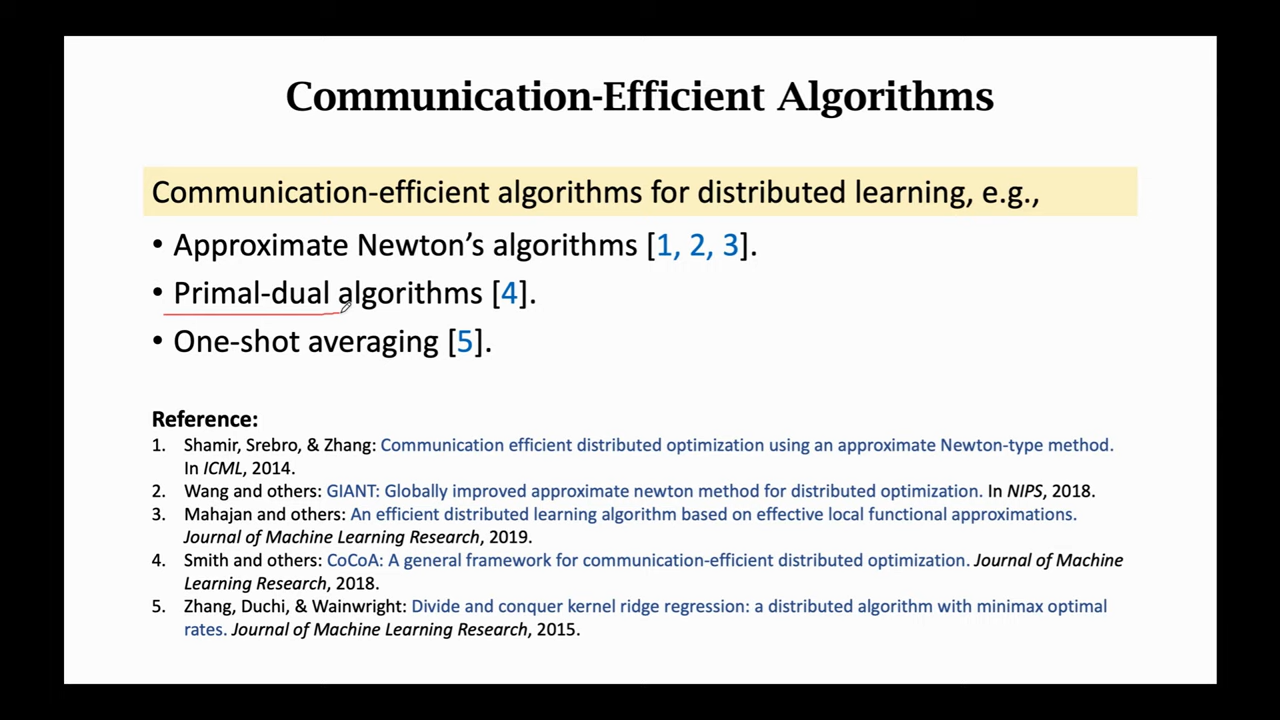 Communication-Efficient Algorithms
Communication-efficient algorithms for distributed learning, e.g.,
• Approximate Newton's algorithms [1, 2, 3].
• Primal-dual algorithms [4].
• One-shot averaging [5].
Reference:
1. Shamir, Srebro, & Zhang: Communication efficient distributed optimization using an approximate Newton-type method.
In ICML, 2014.
2. Wang and others: GIANT: Globally improved approximate newton method for distributed optimization. In NIPS, 2018.
3. Mahajan and others: An efficient distributed learning algorithm based on effective local functional approximations.
Journal of Machine Learning Research, 2019.
4. Smith and others: CoCoA: A general framework for communication-efficient distributed optimization. Journal of Machine
Learning Research, 2018.
5. Zhang, Duchi, & Wainwright: Divide and conquer kernel ridge regression: a distributed algorithm with minimax optimal
rates. Journal of Machine Learning Research, 2015.